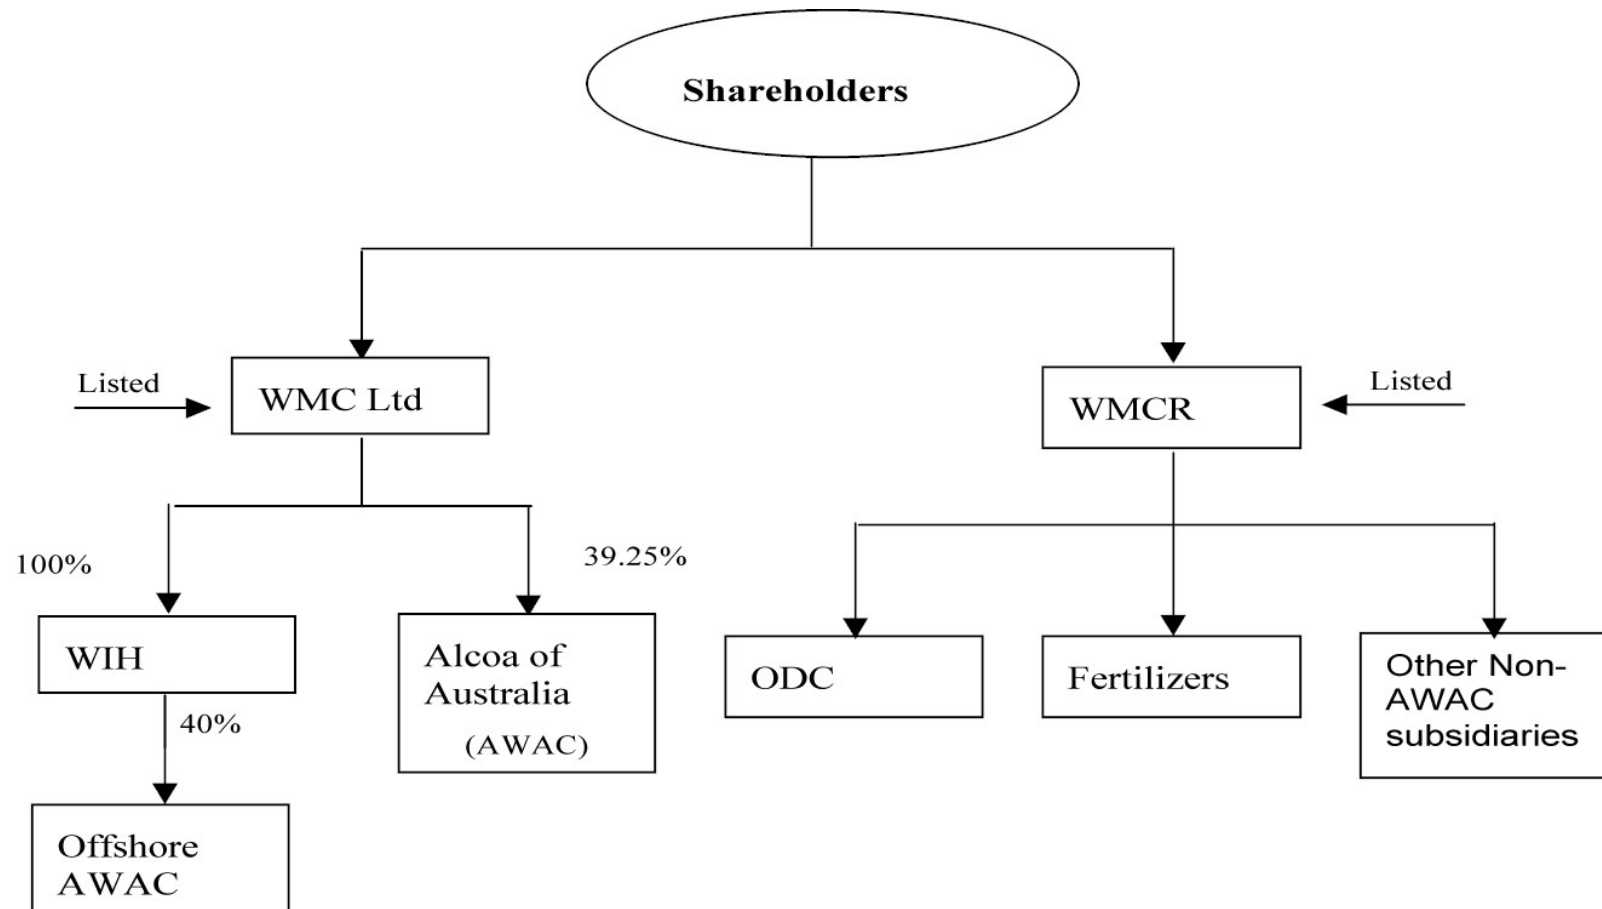 Shareholders
Listed
WMC Ltd
Listed
WMCR
100%
39.25%
WIH
Alcoa of
Australia
(AWAC)
ODC
Fertilizers
Other Non-
AWAC
subsidiaries
40%
Offshore
AWAC